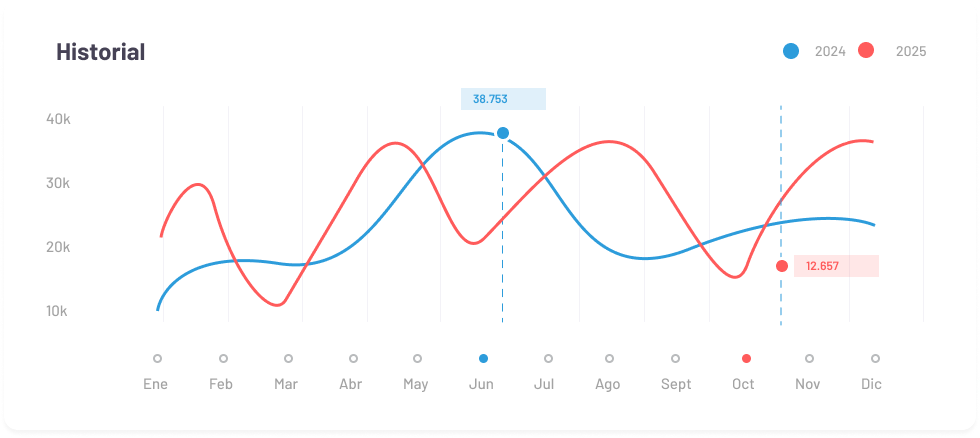 Historial
2024 2025
38.753
40k
30k
20k
12.657
10k
Ene Feb Mar Abr May Jun Jul Ago Sept Oct Nov Dic